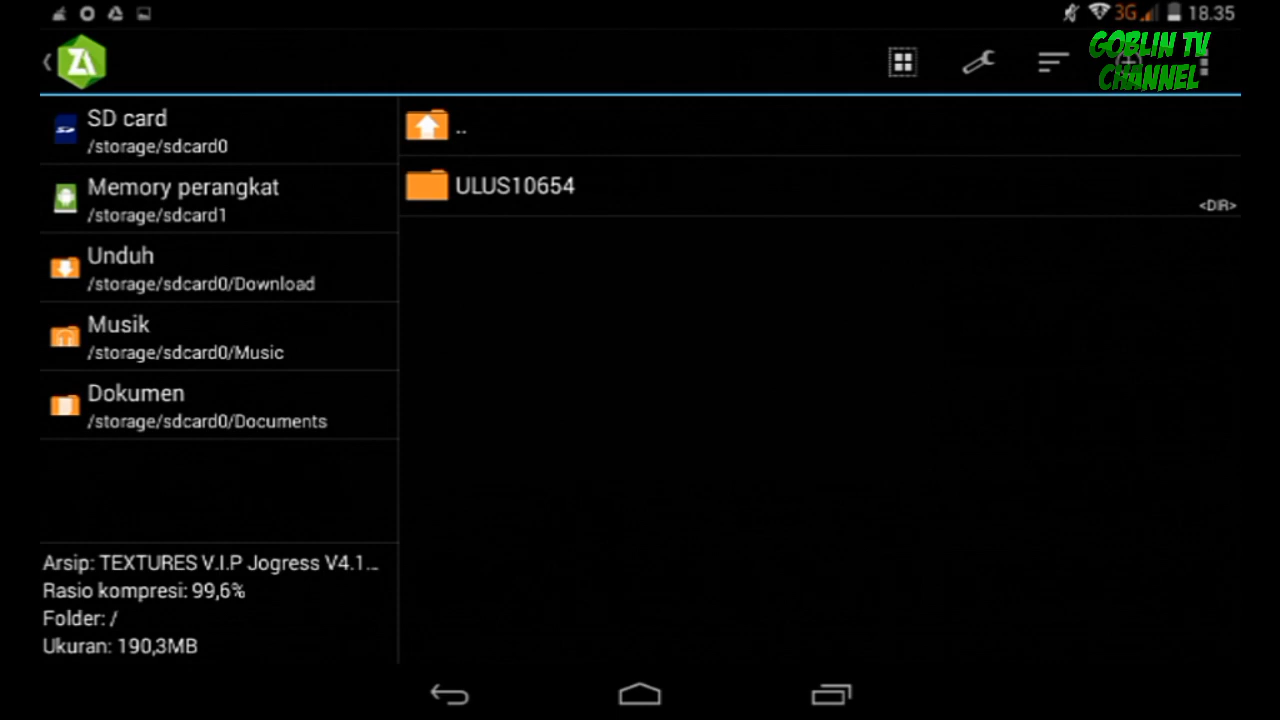 3G 18.35
GOBLIN TV
CHANNEL
ZA
SD card
/storage/sdcard0
Memory perangkat
/storage/sdcard1
Unduh
/storage/sdcard0/Download
Musik
/storage/sdcard0/Music
Dokumen
/storage/sdcard0/Documents
Arsip: TEXTURES V.I.P Jogress V4.1...
Rasio kompresi: 99,6%
Folder: /
Ukuran: 190,3MB
..
ULUS10654
<DIR>